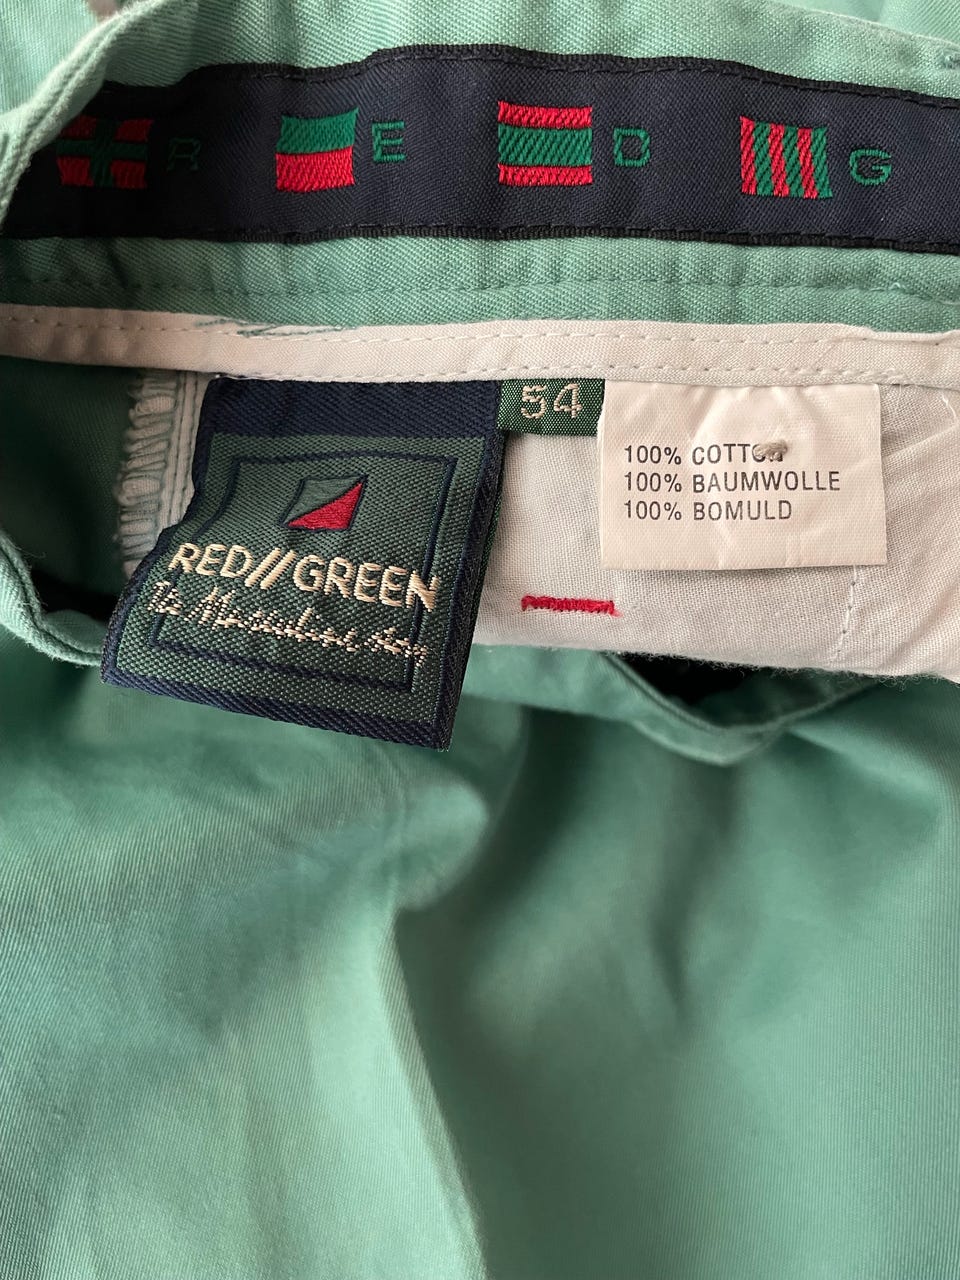 R E D G
54
RED//GREEN
100% COTTON
100% BAUMWOLLE
100% BOMULD